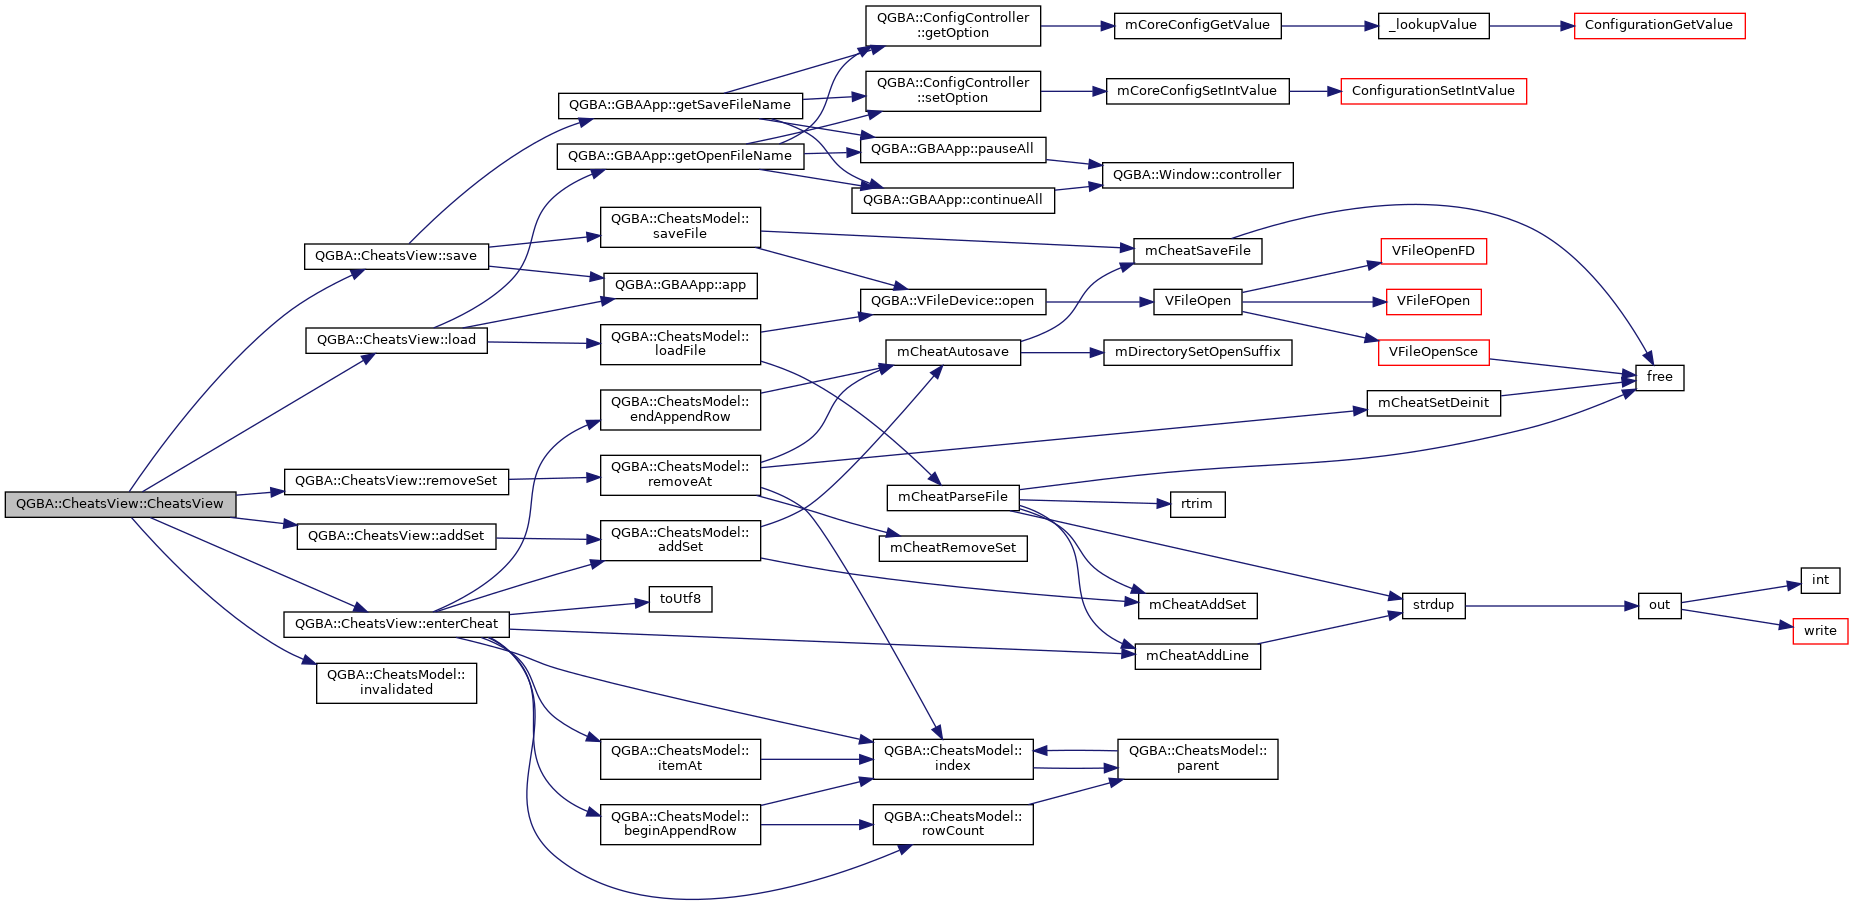 QGBA::CheatsView::CheatsView
QGBA::CheatsView::save
QGBA::CheatsView::load
QGBA::CheatsView::removeSet
QGBA::CheatsView::addSet
QGBA::CheatsView::enterCheat
QGBA::CheatsModel::
invalidated
QGBA::GBAApp::getSaveFileName
QGBA::GBAApp::getOpenFileName
QGBA::CheatsModel::
saveFile
QGBA::GBAApp::app
QGBA::CheatsModel::
loadFile
QGBA::CheatsModel::
endAppendRow
QGBA::CheatsModel::
removeAt
QGBA::CheatsModel::
addSet
toUtf8
QGBA::CheatsModel::
itemAt
QGBA::CheatsModel::
beginAppendRow
QGBA::ConfigController
::getOption
QGBA::ConfigController
::setOption
QGBA::GBAApp::pauseAll
QGBA::GBAApp::continueAll
QGBA::VFileDevice::open
mCheatAutosave
mCheatParseFile
mCheatRemoveSet
QGBA::CheatsModel::
index
QGBA::CheatsModel::
rowCount
mCoreConfigGetValue
mCoreConfigSetIntValue
QGBA::Window::controller
mCheatSaveFile
VFileOpen
mDirectorySetOpenSuffix
rtrim
mCheatAddSet
mCheatAddLine
QGBA::CheatsModel::
parent
_lookupValue
ConfigurationSetIntValue
VFileOpenFD
VFileFOpen
VFileOpenSce
mCheatSetDeinit
strdup
ConfigurationGetValue
free
out
int
write